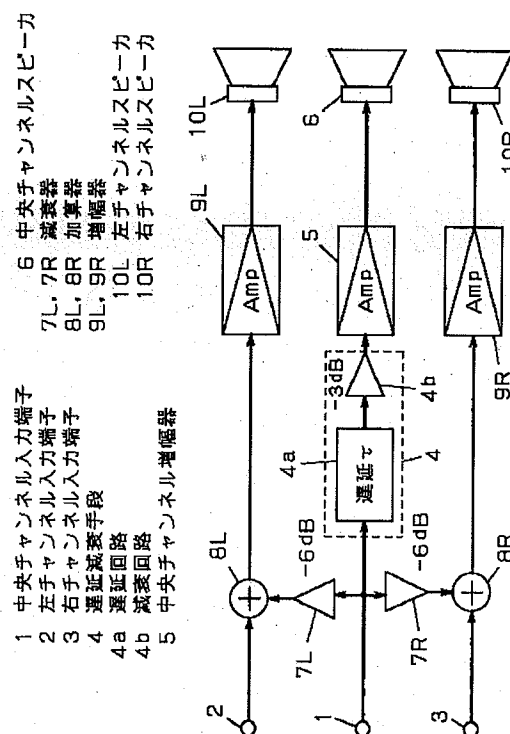 1 中央チャンネル入力端子
2 左チャンネル入力端子
3 右チャンネル入力端子
4 遅延減衰手段
4a 遅延回路
4b 減衰回路
5 中央チャンネル増幅器
6 中央チャンネルスピーカ
7L, 7R 減衰器
8L, 8R 加算器
9L, 9R 増幅器
10L 左チャンネルスピーカ
10R 右チャンネルスピーカ
2
8L
9L
Amp
10L
-6dB
7L
1
4a
遅延τ
-3dB
4b
4
5
Amp
6
-6dB
7R
3
8R
9R
Amp
10R